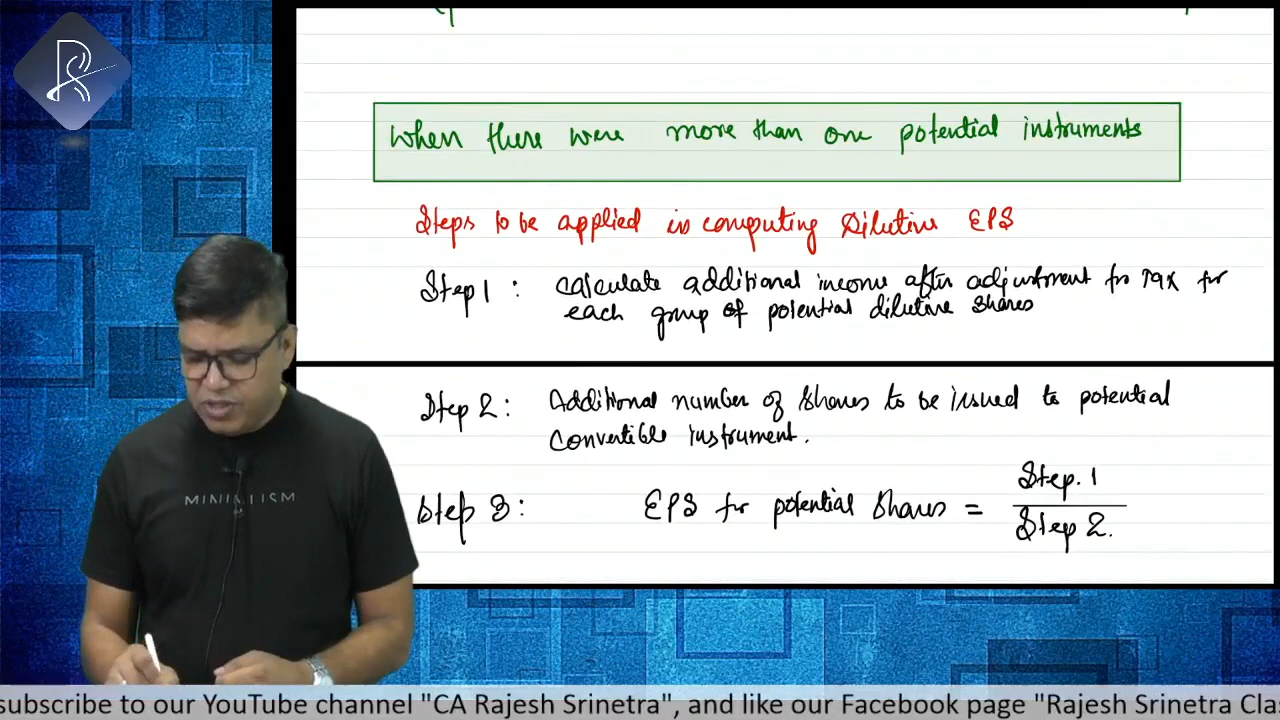 When there were more than one potential instruments
Steps to be applied in computing Dilutive EPS
Step 1 : calculate additional income after adjustment for Tax for
each group of potential dilutive shares
Step 2 : Additional number of shares to be issued to potential
convertible instrument.
Step 3 : EPS for potential shares = Step. 1
Step 2.
MINIMLISM
RS
subscribe to our YouTube channel "CA Rajesh Srinetra", and like our Facebook page "Rajesh Srinetra Cla